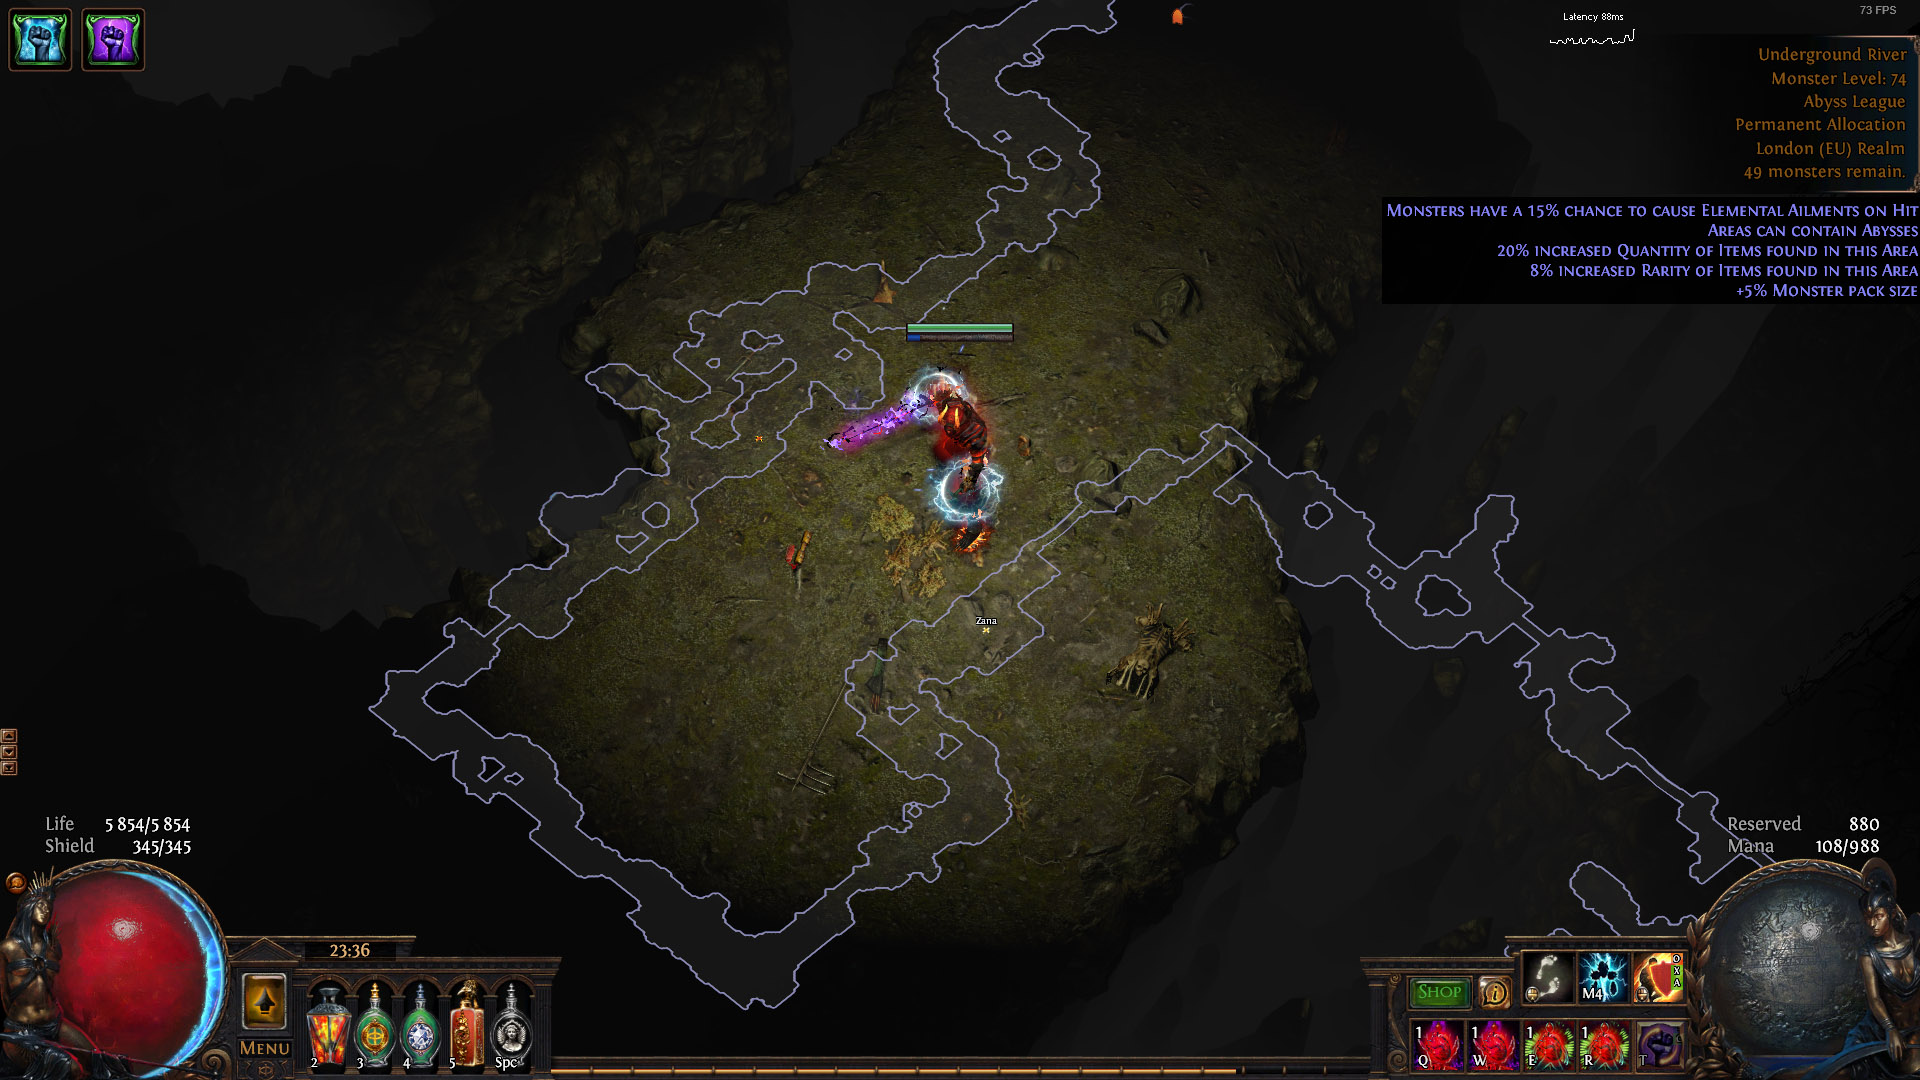 Latency 88ms
73 FPS
Underground River
Monster Level: 74
Abyss League
Permanent Allocation
London (EU) Realm
49 monsters remain.
Monsters have a 15% chance to cause Elemental Ailments on Hit
Areas can contain Abysses
20% increased Quantity of Items found in this Area
8% increased Rarity of Items found in this Area
+5% Monster pack size
Zana
Life 5 854/5 854
Shield 345/345
Reserved 880
Mana 108/988
23:36
Menu
2 3 4 5 Spc
Shop
M4
O
X
A
1 1 1 1
Q W E R T